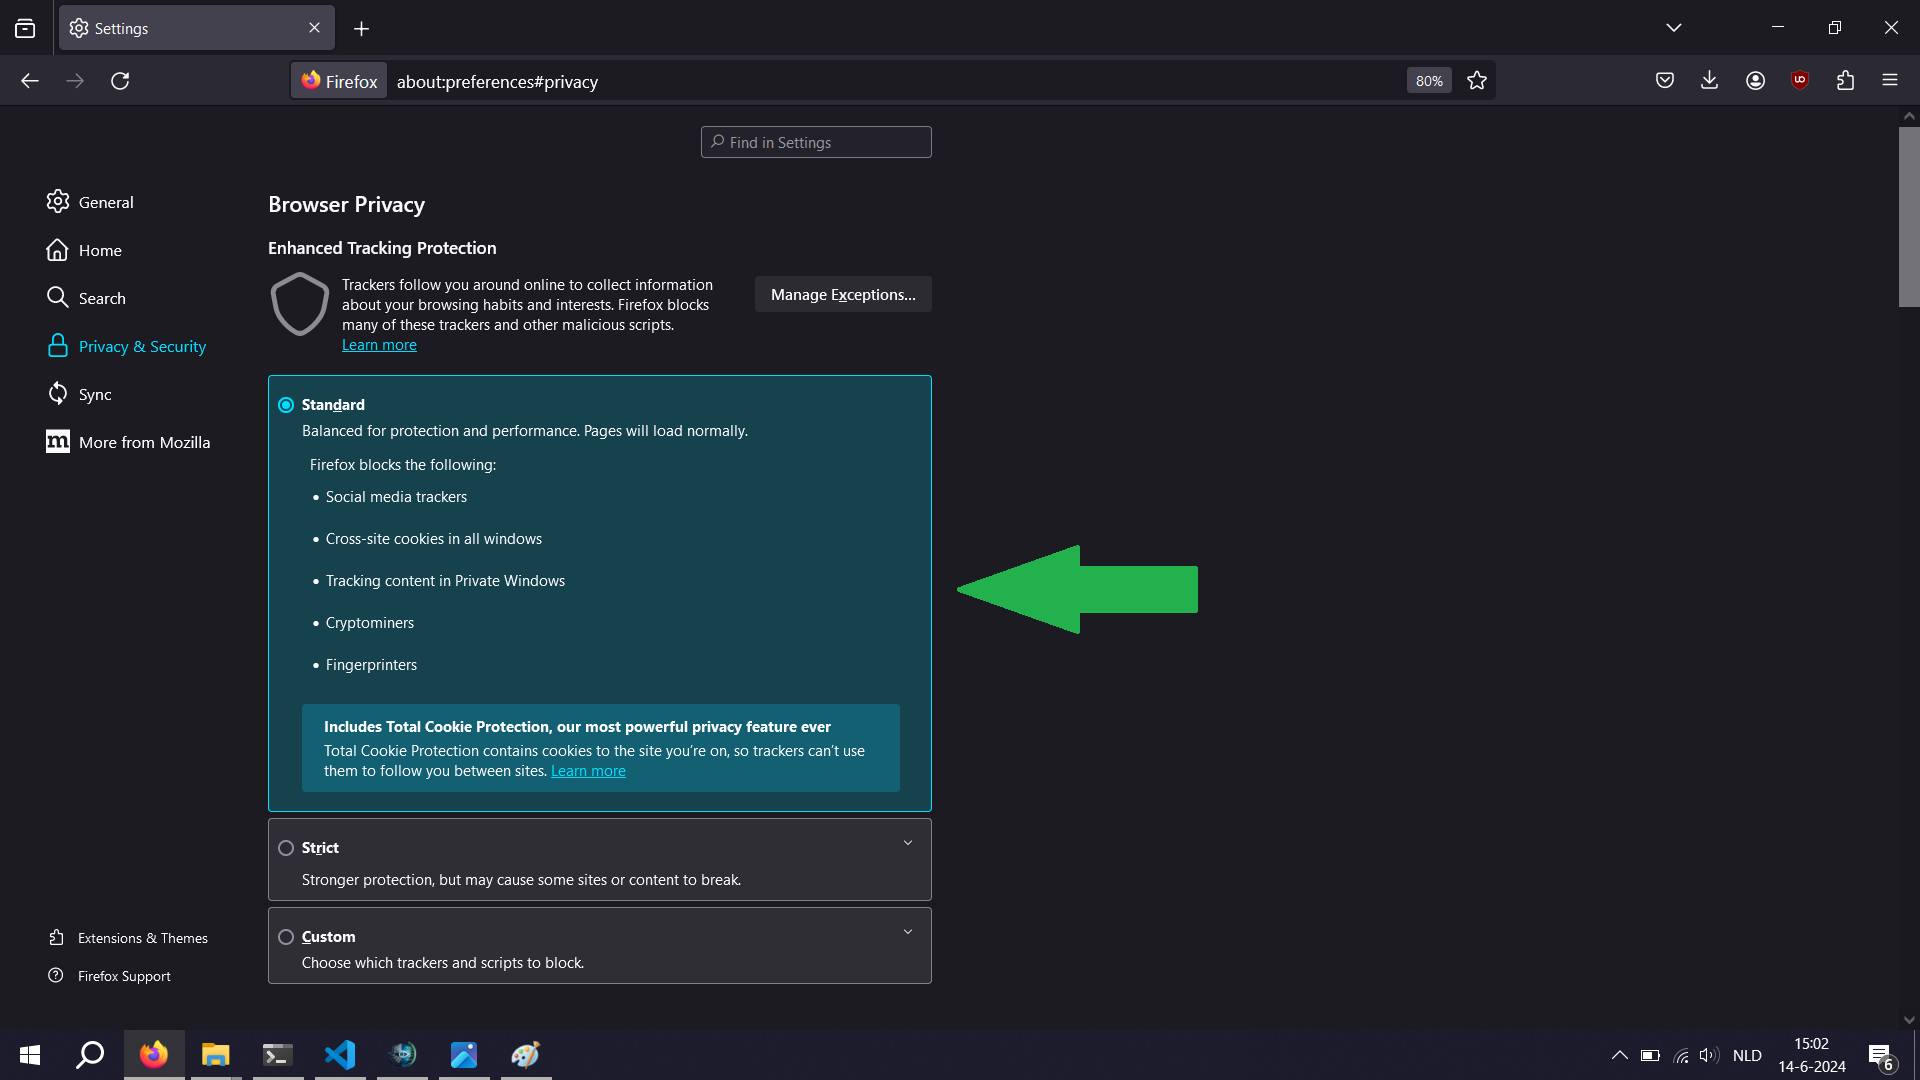 Settings
Firefox
about:preferences#privacy
80%
Find in Settings
General
Home
Search
Privacy & Security
Sync
More from Mozilla
Extensions & Themes
Firefox Support
Browser Privacy
Enhanced Tracking Protection
Trackers follow you around online to collect information
about your browsing habits and interests. Firefox blocks
many of these trackers and other malicious scripts.
Learn more
Manage Exceptions...
Standard
Balanced for protection and performance. Pages will load normally.
Firefox blocks the following:
• Social media trackers
• Cross-site cookies in all windows
• Tracking content in Private Windows
• Cryptominers
• Fingerprinters
Includes Total Cookie Protection, our most powerful privacy feature ever
Total Cookie Protection contains cookies to the site you’re on, so trackers can’t use
them to follow you between sites. Learn more
Strict
Stronger protection, but may cause some sites or content to break.
Custom
Choose which trackers and scripts to block.
NLD
15:02
14-6-2024
6